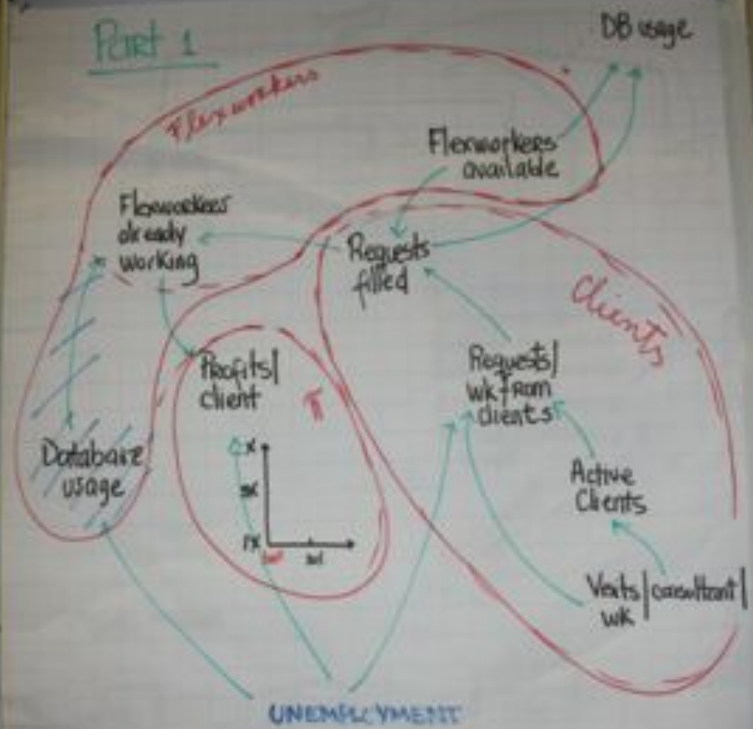 Part 1
DB usage
Flexworkers
Flexworkers
available
Flexworkers
already
working
Requests
filled
Clients
Profits/
client
π
Requests/
wk from
clients
Database
usage
X
Active
Clients
Visits/consultant/
wk
UNEMPLOYMENT